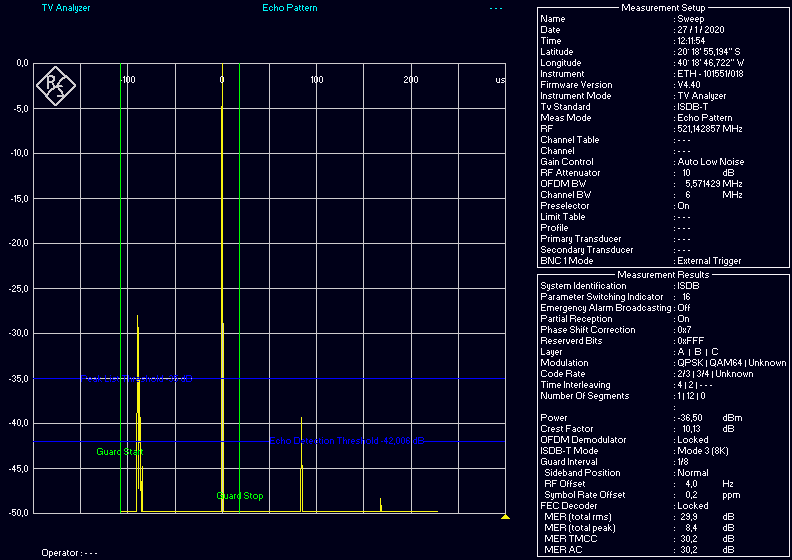 TV Analyzer Echo Pattern ---
0,0
-100 0 100 200 us
-5,0
-10,0
-15,0
-20,0
-25,0
-30,0
-35,0
-40,0
Echo Detection Threshold -42,00 dB
Guard Start
-45,0
Guard Stop
-50,0
Operator : ---
Measurement Setup
Name : Sweep
Date : 27 / 1 / 2020
Time : 12:11:54
Latitude : 20° 18' 55,194" S
Longitude : 40° 18' 46,722" W
Instrument : ETH - 101551/018
Firmware Version : V4.40
Instrument Mode : TV Analyzer
Tv Standard : ISDB-T
Meas Mode : Echo Pattern
RF : 521,142857 MHz
Channel Table : ---
Channel : ---
Gain Control : Auto Low Noise
RF Attenuator : 10 dB
OFDM BW : 5,571429 MHz
Channel BW : 6 MHz
Preselector : On
Limit Table : ---
Profile : ---
Primary Transducer : ---
Secondary Transducer : ---
BNC 1 Mode : External Trigger
Measurement Results
System Identification : ISDB
Parameter Switching Indicator : 16
Emergency Alarm Broadcasting : Off
Partial Reception : On
Phase Shift Correction : 0x7
Reserverd Bits : 0xFFF
Layer : A | B | C
Modulation : QPSK | QAM64 | Unknown
Code Rate : 2/3 | 3/4 | Unknown
Time Interleaving : 4 | 2 | ---
Number Of Segments : 1 | 12 | 0
:
Power : -36,50 dBm
Crest Factor : 10,13 dB
OFDM Demodulator : Locked
ISDB-T Mode : Mode 3 (8K)
Guard Interval : 1/8
Sideband Position : Normal
RF Offset : 4,0 Hz
Symbol Rate Offset : 0,2 ppm
FEC Decoder : Locked
MER (total rms) : 29,9 dB
MER (total peak) : 8,4 dB
MER TMCC : 30,2 dB
MER AC : 30,2 dB